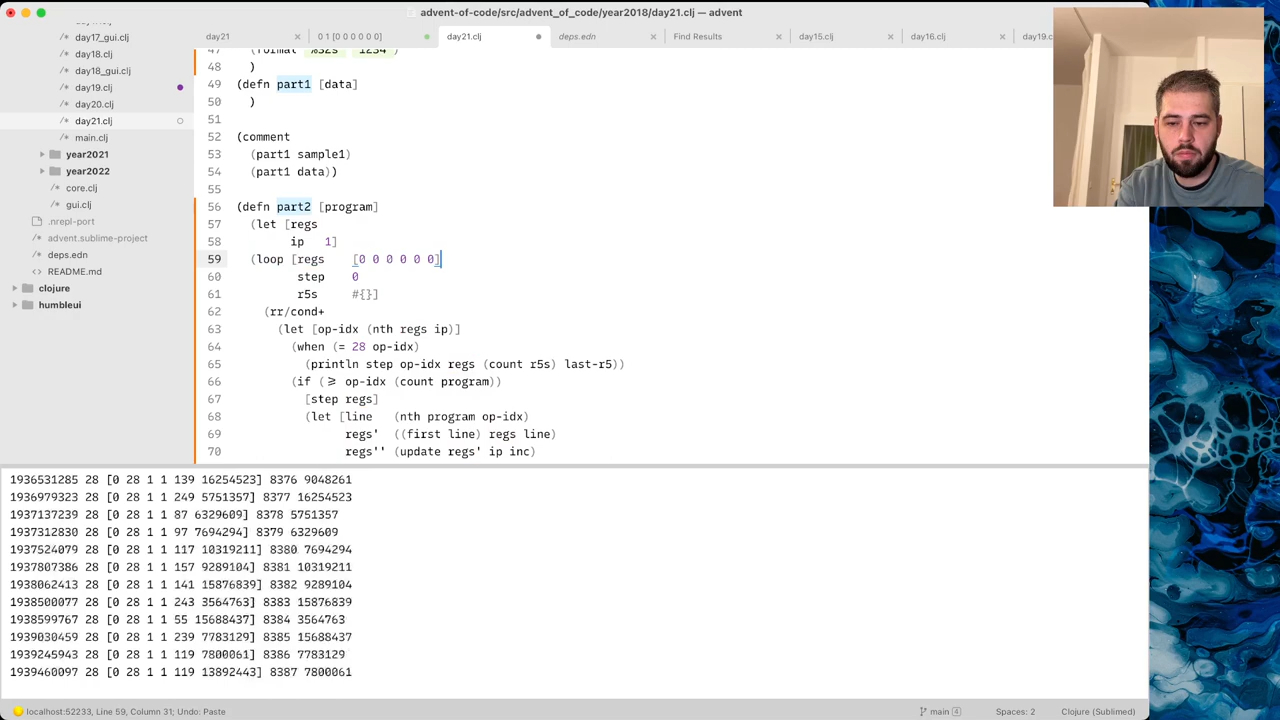 advent-of-code/src/advent_of_code/year2018/day21.clj — advent
day17_gui.clj
day18.clj
day18_gui.clj
day19.clj
day20.clj
day21.clj
main.clj
year2021
year2022
core.clj
gui.clj
.nrepl-port
advent.sublime-project
deps.edn
README.md
clojure
humbleui
day21
0 1 [0 0 0 0 0 0]
day21.clj
deps.edn
Find Results
day15.clj
day16.clj
day19.c
48 )
49 (defn part1 [data]
50 )
51
52 (comment
53 (part1 sample1)
54 (part1 data))
55
56 (defn part2 [program]
57 (let [regs
58 ip 1]
59 (loop [regs [0 0 0 0 0 0]
60 step 0
61 r5s #{}]
62 (rr/cond+
63 (let [op-idx (nth regs ip)]
64 (when (= 28 op-idx)
65 (println step op-idx regs (count r5s) last-r5))
66 (if (>= op-idx (count program))
67 [step regs]
68 (let [line (nth program op-idx)
69 regs' ((first line) regs line)
70 regs'' (update regs' ip inc)
1936531285 28 [0 28 1 1 139 16254523] 8376 9048261
1936979323 28 [0 28 1 1 249 5751357] 8377 16254523
1937137239 28 [0 28 1 1 87 6329609] 8378 5751357
1937312830 28 [0 28 1 1 97 7694294] 8379 6329609
1937524079 28 [0 28 1 1 117 10319211] 8380 7694294
1937807386 28 [0 28 1 1 157 9289104] 8381 10319211
1938062413 28 [0 28 1 1 141 15876839] 8382 9289104
1938500077 28 [0 28 1 1 243 3564763] 8383 15876839
1938599767 28 [0 28 1 1 55 15688437] 8384 3564763
1939030459 28 [0 28 1 1 239 7783129] 8385 15688437
1939245943 28 [0 28 1 1 119 7800061] 8386 7783129
1939460097 28 [0 28 1 1 119 13892443] 8387 7800061
localhost:52233, Line 59, Column 31; Undo: Paste
main 4
Spaces: 2
Clojure (Sublimed)